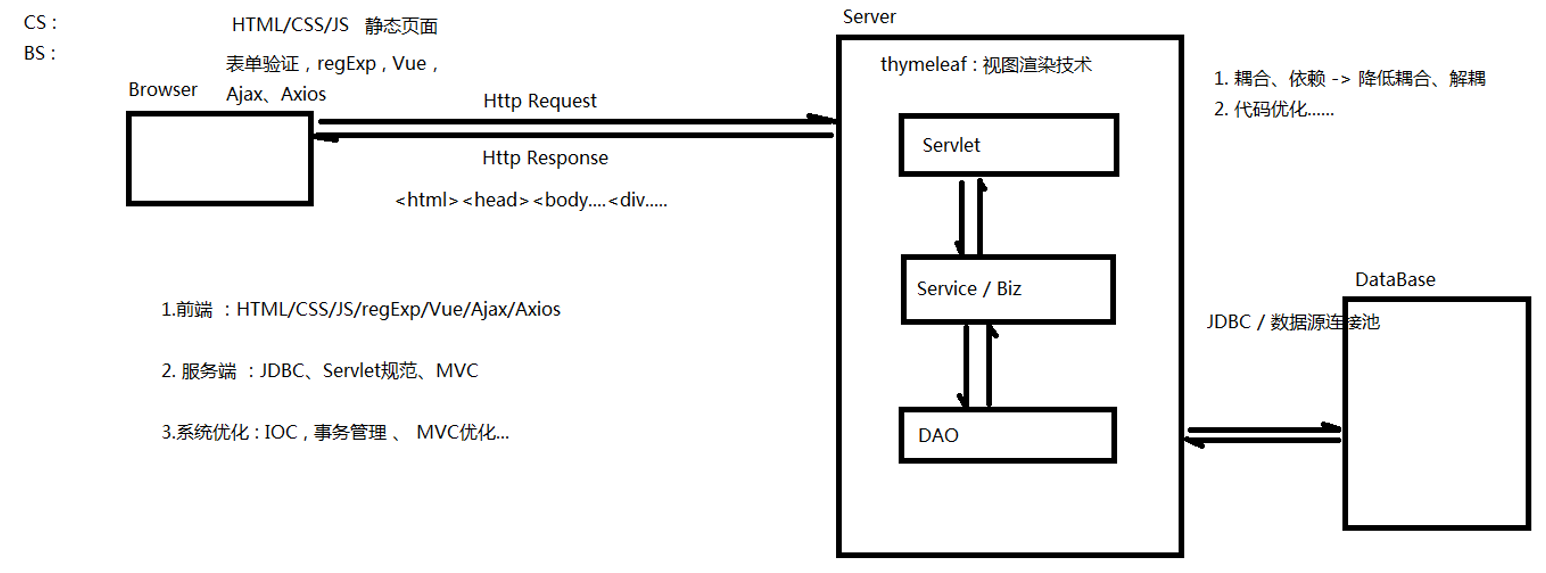 CS :
BS :
HTML/CSS/JS 静态页面
表单验证 , regExp , Vue ,
Ajax、Axios
Browser
Http Request
Http Response
<html><head><body....<div.....
1.前端 : HTML/CSS/JS/regExp/Vue/Ajax/Axios
2. 服务端 : JDBC、Servlet规范、MVC
3.系统优化 : IOC , 事务管理 、 MVC优化...
Server
thymeleaf : 视图渲染技术
Servlet
Service / Biz
DAO
1. 耦合、依赖 -> 降低耦合、解耦
2. 代码优化......
DataBase
JDBC / 数据源连接池